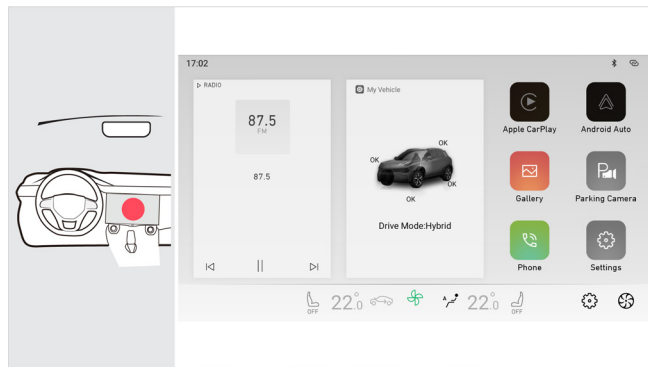 17:02
RADIO
87.5
FM
87.5
My Vehicle
OK
OK
OK
OK
Drive Mode:Hybrid
Apple CarPlay
Android Auto
Gallery
Parking Camera
Phone
Settings
OFF
22.0°
A
22.0°
OFF